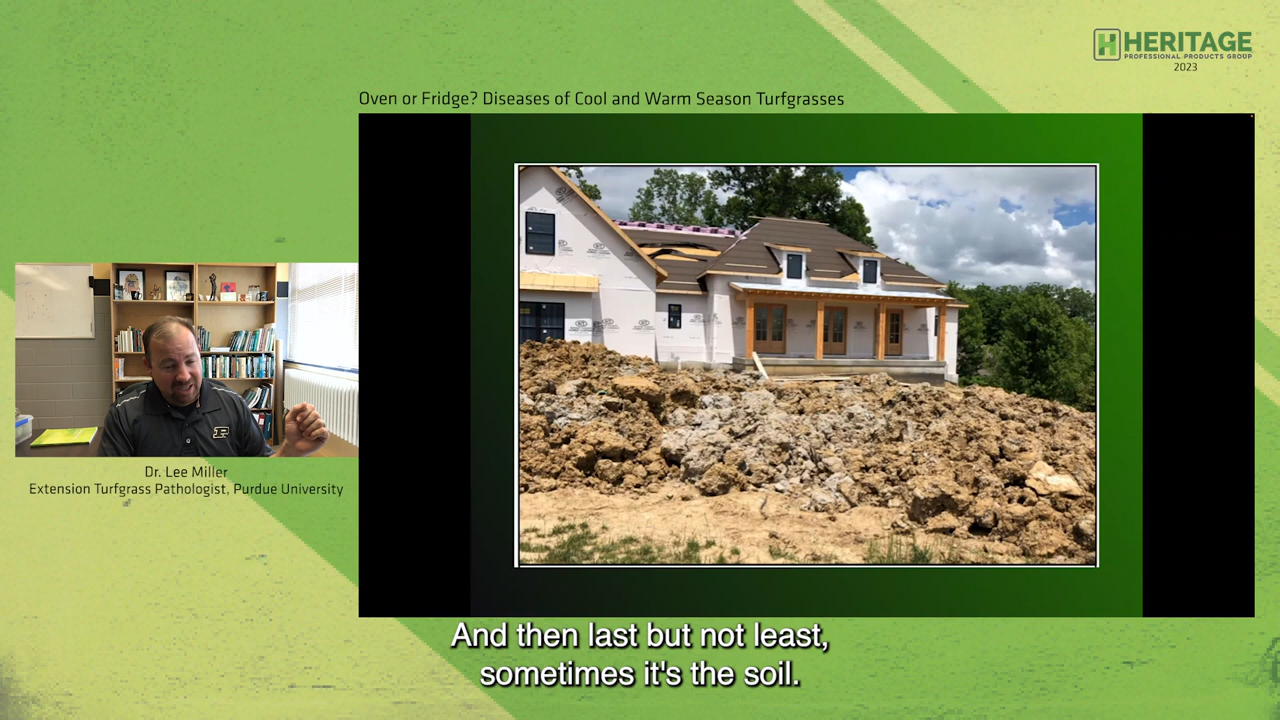 HERITAGE
PROFESSIONAL PRODUCTS GROUP
2023
Oven or Fridge? Diseases of Cool and Warm Season Turfgrasses
Dr. Lee Miller
Extension Turfgrass Pathologist, Purdue University
And then last but not least,
sometimes it's the soil.